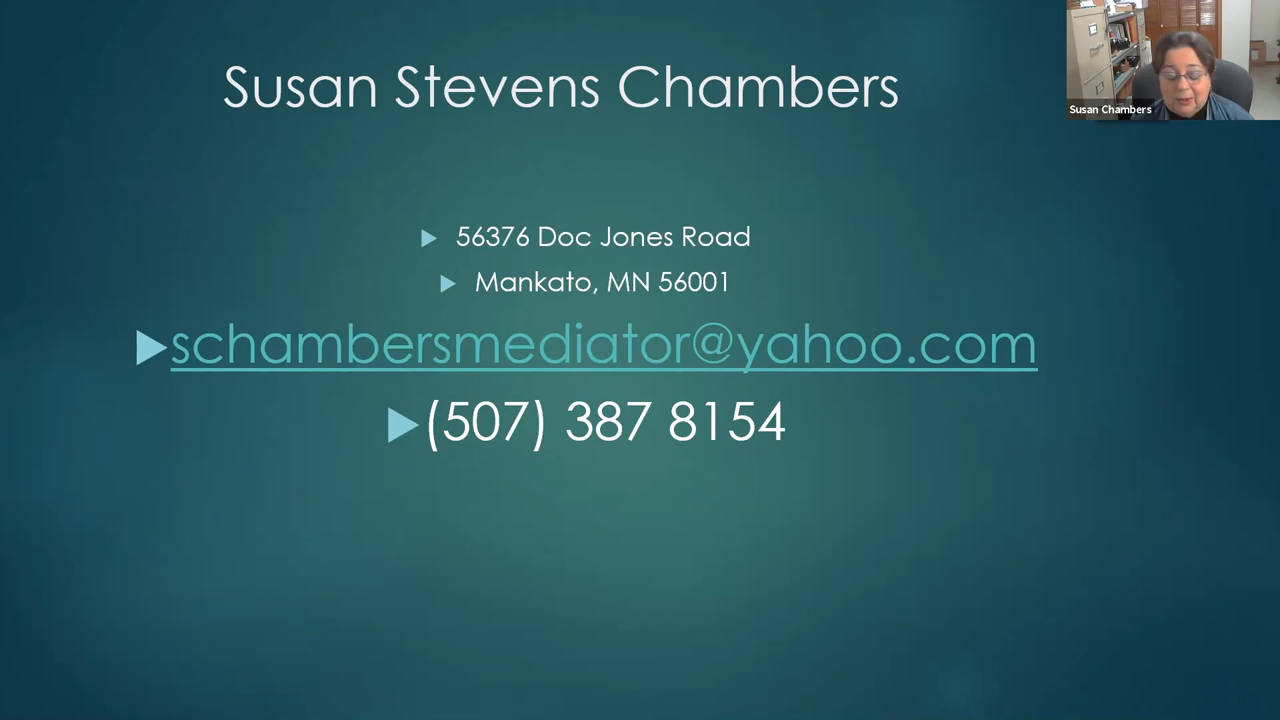 Susan Stevens Chambers
Susan Chambers
56376 Doc Jones Road
Mankato, MN 56001
schambersmediator@yahoo.com
(507) 387 8154